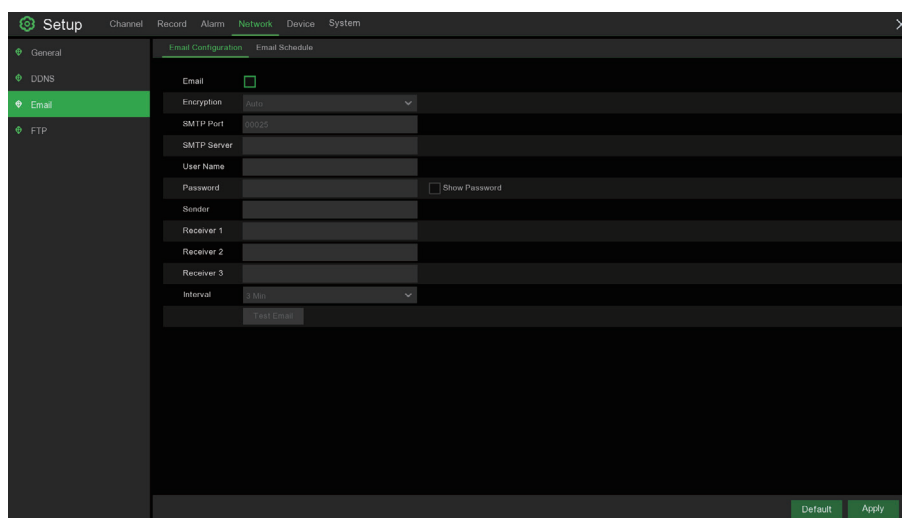 Setup Channel Record Alarm Network Device System
General
DDNS
Email
FTP
Email Configuration Email Schedule
Email
Encryption Auto
SMTP Port 00025
SMTP Server
User Name
Password Show Password
Sender
Receiver 1
Receiver 2
Receiver 3
Interval 3 Min
Test Email
Default Apply